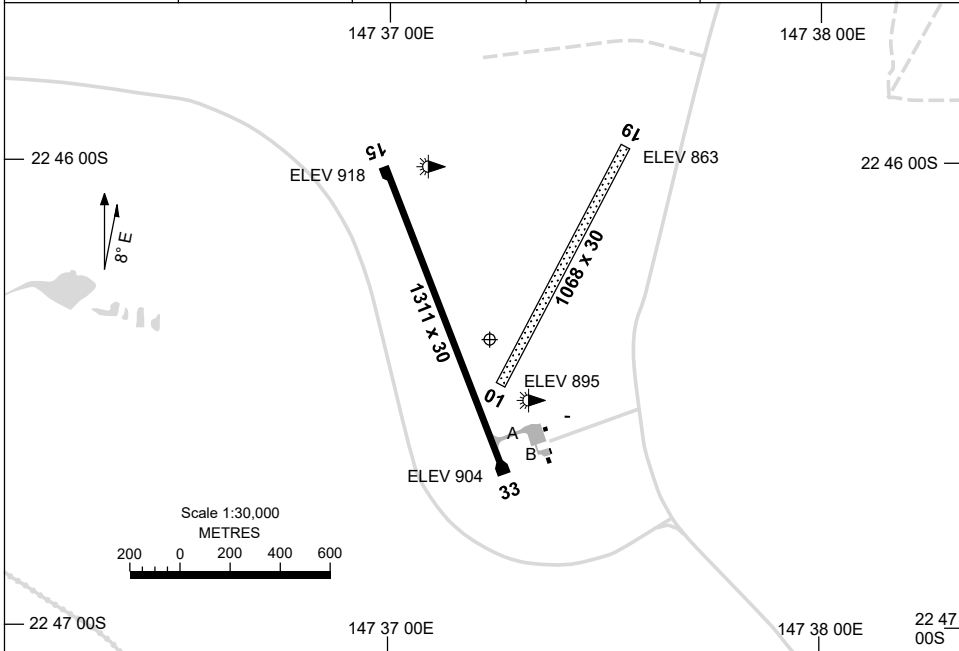 147 37 00E
147 38 00E
22 46 00S
22 46 00S
15
19
ELEV 918
ELEV 863
8° E
1311 x 30
1068 x 30
ELEV 895
01
A
B
ELEV 904
33
Scale 1:30,000
METRES
200 0 200 400 600
22 47 00S
147 37 00E
147 38 00E
22 47
00S